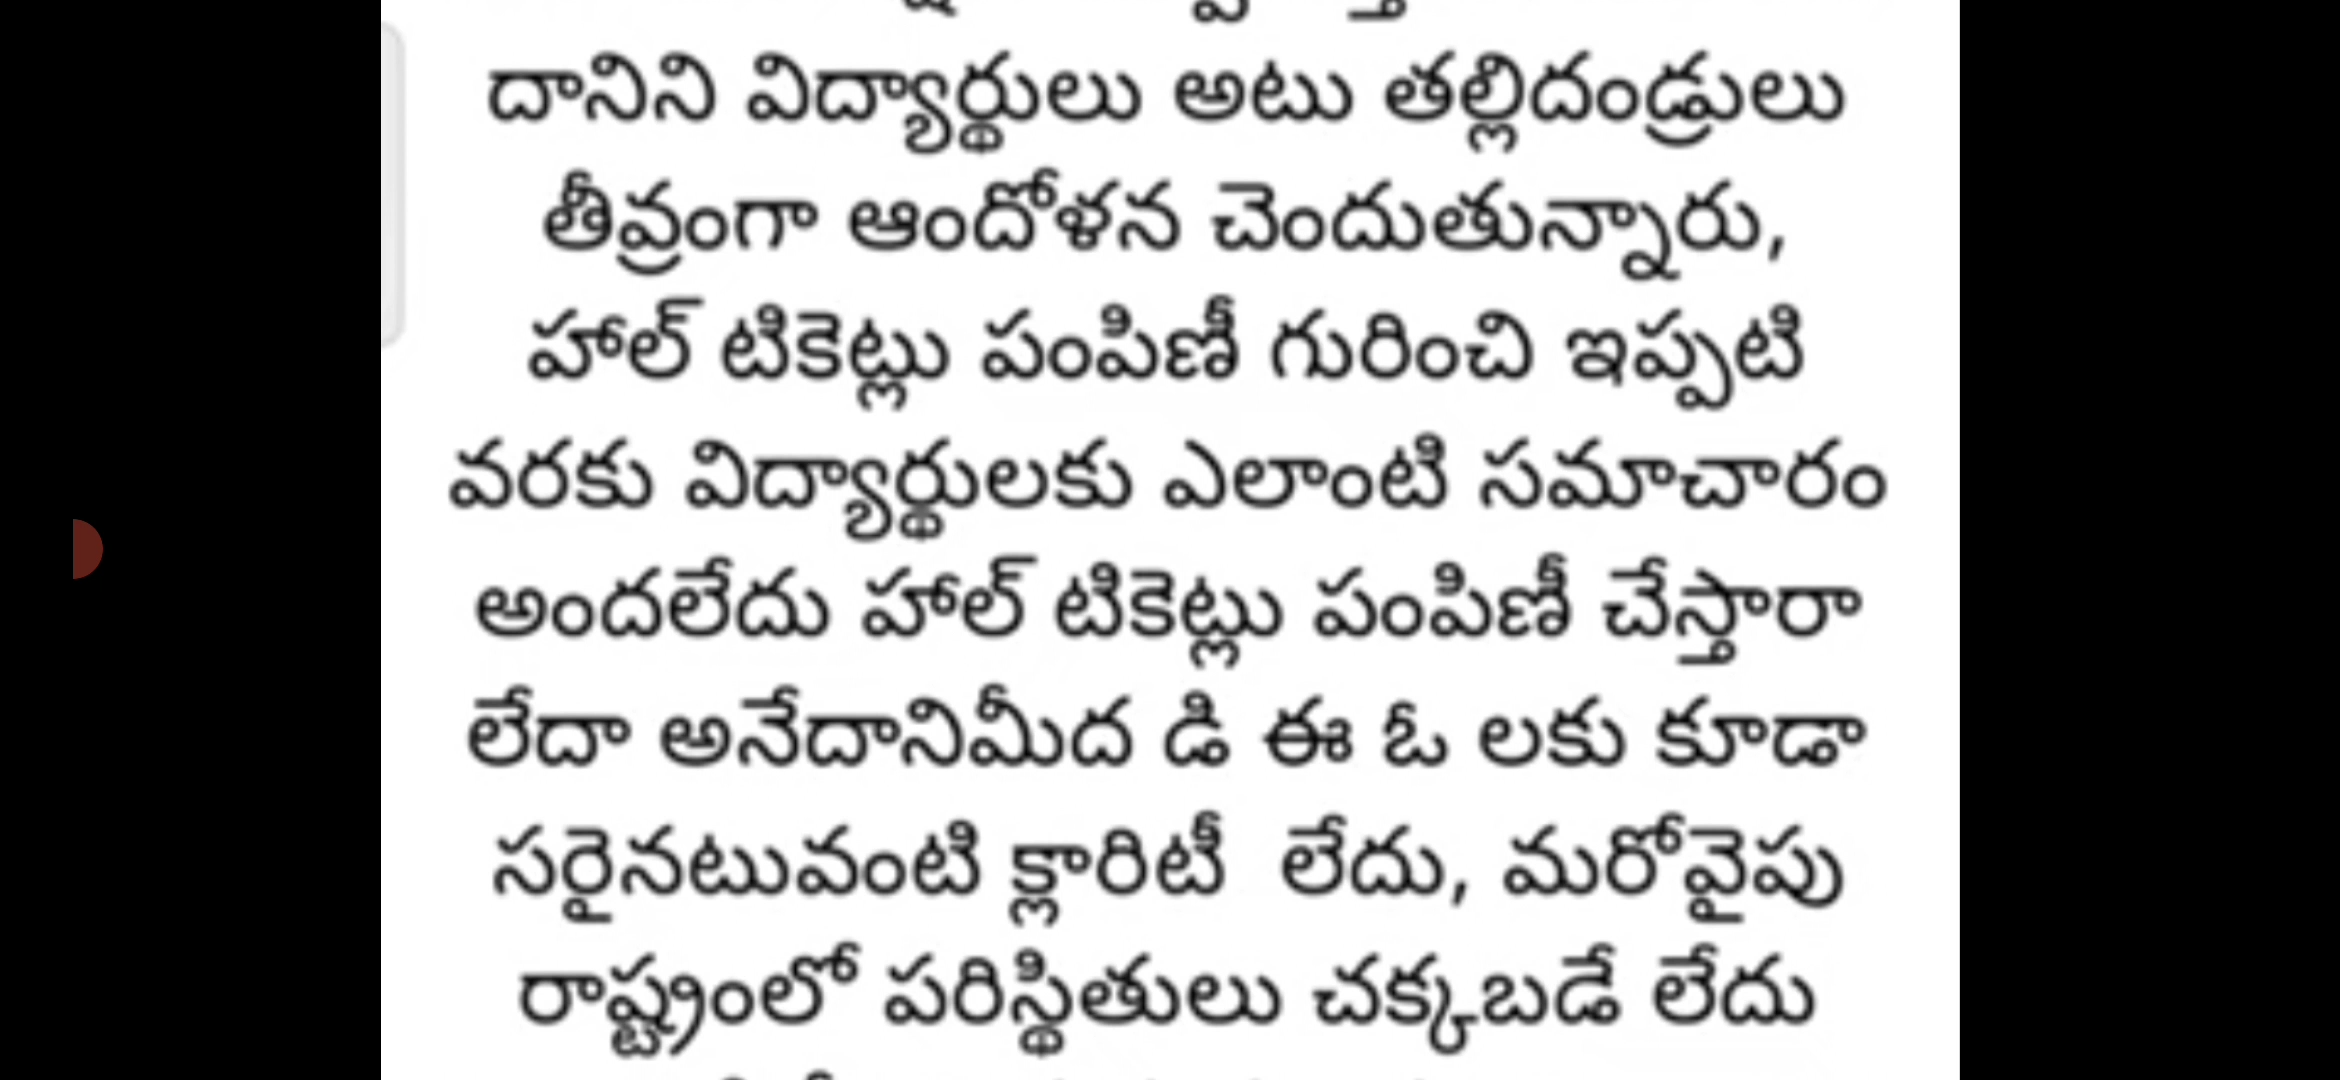 దానిని విద్యార్థులు అటు తల్లిదండ్రులు
తీవ్రంగా ఆందోళన చెందుతున్నారు,
హాల్ టికెట్లు పంపిణీ గురించి ఇప్పటి
వరకు విద్యార్థులకు ఎలాంటి సమాచారం
అందలేదు హాల్ టికెట్లు పంపిణీ చేస్తారా
లేదా అనేదానిమీద డి ఈ ఓ లకు కూడా
సరైనటువంటి క్లారిటీ లేదు, మరోవైపు
రాష్ట్రంలో పరిస్థితులు చక్కబడే లేదు